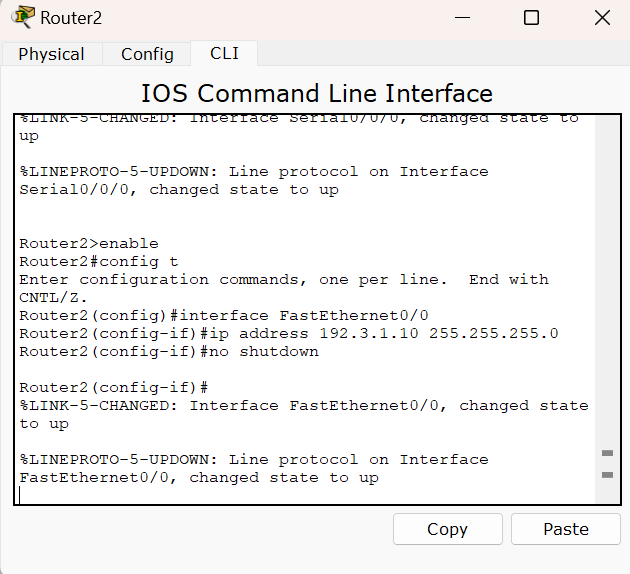 Router2
Physical Config CLI
IOS Command Line Interface
%LINK-5-CHANGED: Interface Serial0/0/0, changed state to
up
%LINEPROTO-5-UPDOWN: Line protocol on Interface
Serial0/0/0, changed state to up
Router2>enable
Router2#config t
Enter configuration commands, one per line.  End with
CNTL/Z.
Router2(config)#interface FastEthernet0/0
Router2(config-if)#ip address 192.3.1.10 255.255.255.0
Router2(config-if)#no shutdown
Router2(config-if)#
%LINK-5-CHANGED: Interface FastEthernet0/0, changed state
to up
%LINEPROTO-5-UPDOWN: Line protocol on Interface
FastEthernet0/0, changed state to up
Copy Paste